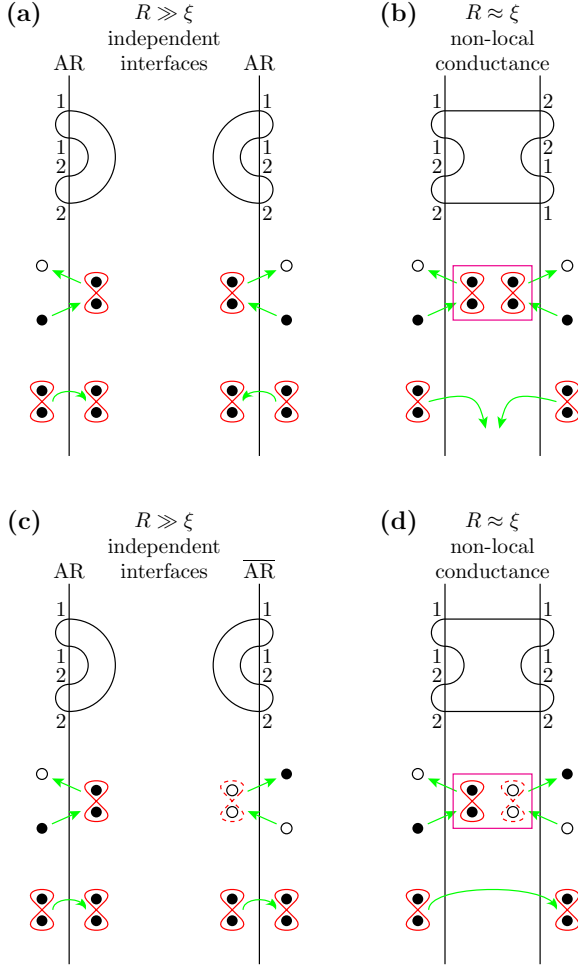 (a)
R ≫ ξ
independent
interfaces
AR
AR
1
1
2
2
1
1
2
2
(b)
R ≈ ξ
non-local
conductance
1
1
2
2
2
2
1
1
(c)
R ≫ ξ
independent
interfaces
AR
A̅R̅
1
1
2
2
1
1
2
2
(d)
R ≈ ξ
non-local
conductance
1
1
2
2
1
1
2
2